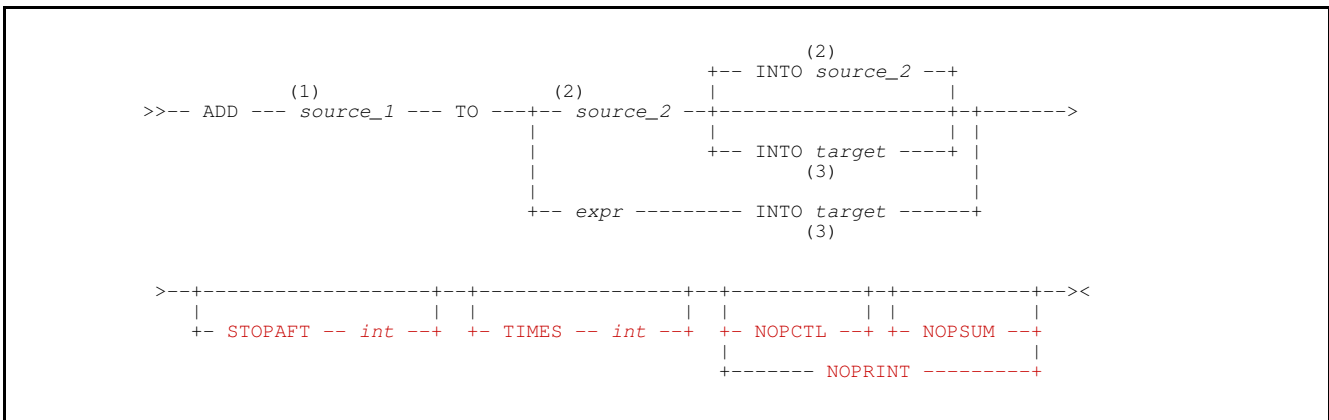 (2)
+-- INTO source_2 --+
(1) (2) | |
>>-- ADD --- source_1 --- TO ---+-- source_2 --+-------------------+-+------->
| | | |
| +-- INTO target ----+ |
| (3) |
| |
+-- expr --------- INTO target ------+
(3)
>--+-------------------+--+------------------+--+-----------+-+------------+--><
| | | | | | | |
+- STOPAFT -- int --+ +- TIMES -- int --+ +- NOPCTL --+ +- NOPSUM --+
| |
+------- NOPRINT ---------+